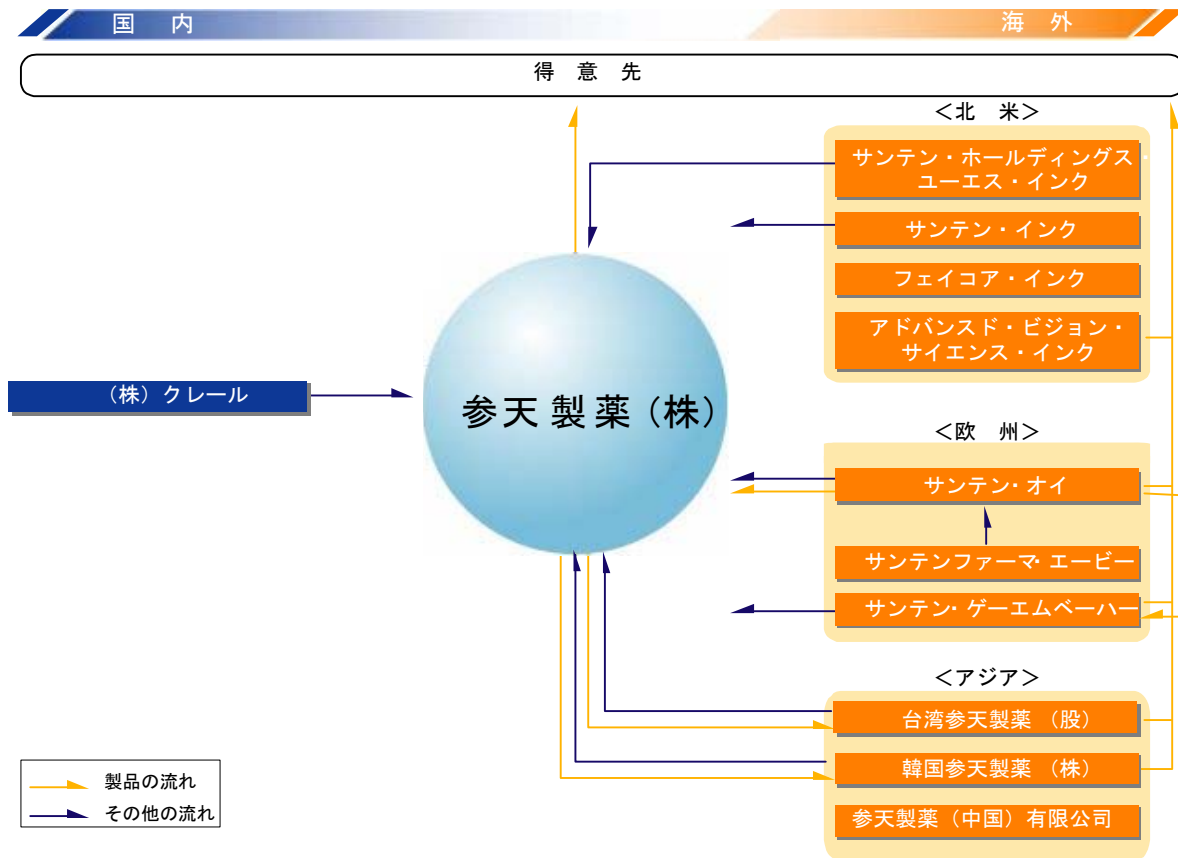 国 内
海 外
得 意 先
＜北 米＞
サンテン・ホールディングス・
ユーエス・インク
サンテン・インク
フェイコア・インク
アドバンスド・ビジョン・
サイエンス・インク
（株）クレール
参天製薬（株）
＜欧 州＞
サンテン・オイ
サンテンファーマ・エービー
サンテン・ゲーエムベーハー
＜アジア＞
台湾参天製薬 （股）
韓国参天製薬 （株）
参天製薬（中国）有限公司
製品の流れ
その他の流れ